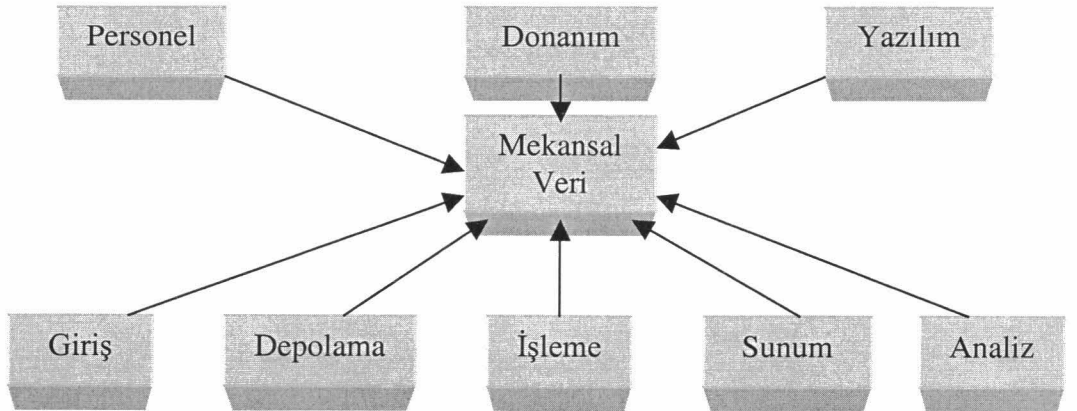 Personel
Donanım
Yazılım
Mekansal
Veri
Giriş
Depolama
İşleme
Sunum
Analiz